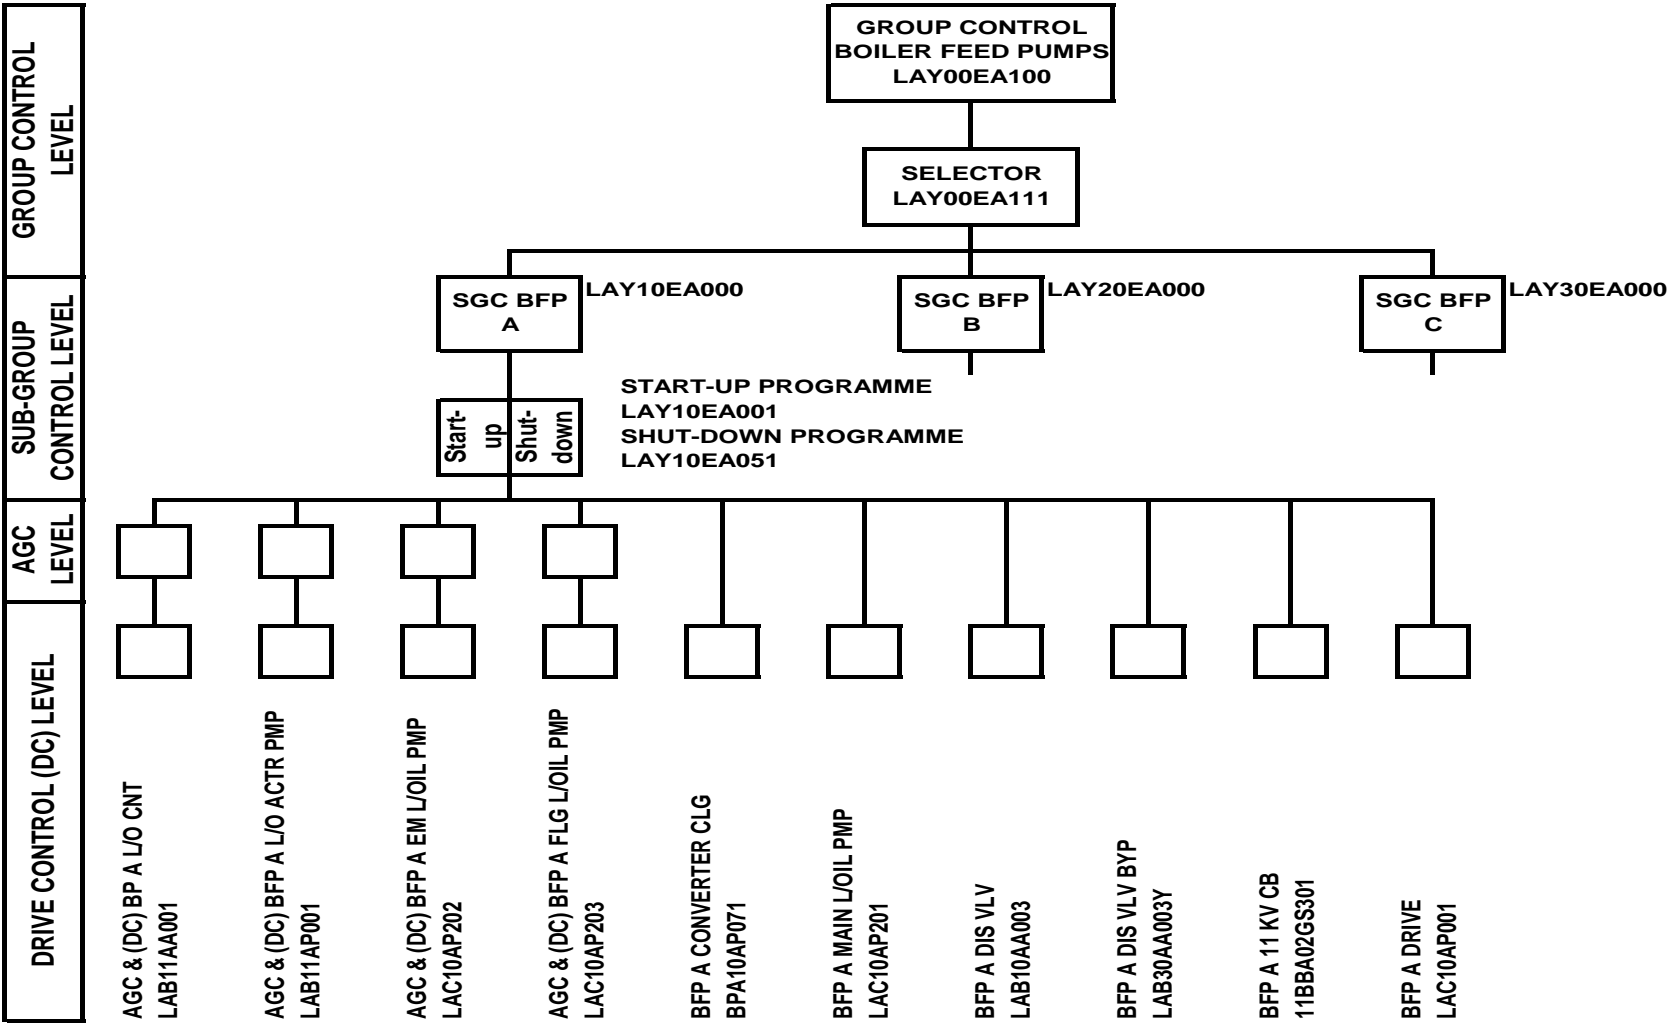 GROUP CONTROL
LEVEL
GROUP CONTROL
BOILER FEED PUMPS
LAY00EA100
SELECTOR
LAY00EA111
SUB-GROUP
CONTROL LEVEL
SGC BFP
A
LAY10EA000
SGC BFP
B
LAY20EA000
SGC BFP
C
LAY30EA000
Start-
up
Shut-
down
START-UP PROGRAMME
LAY10EA001
SHUT-DOWN PROGRAMME
LAY10EA051
AGC
LEVEL
DRIVE CONTROL (DC) LEVEL
AGC & (DC) BP A L/O CNT
LAB11AA001
AGC & (DC) BFP A L/O ACTR PMP
LAB11AP001
AGC & (DC) BFP A EM L/OIL PMP
LAC10AP202
AGC & (DC) BFP A FLG L/OIL PMP
LAC10AP203
BFP A CONVERTER CLG
BPA10AP071
BFP A MAIN L/OIL PMP
LAC10AP201
BFP A DIS VLV
LAB10AA003
BFP A DIS VLV BYP
LAB30AA003Y
BFP A 11 KV CB
11BBA02GS301
BFP A DRIVE
LAC10AP001